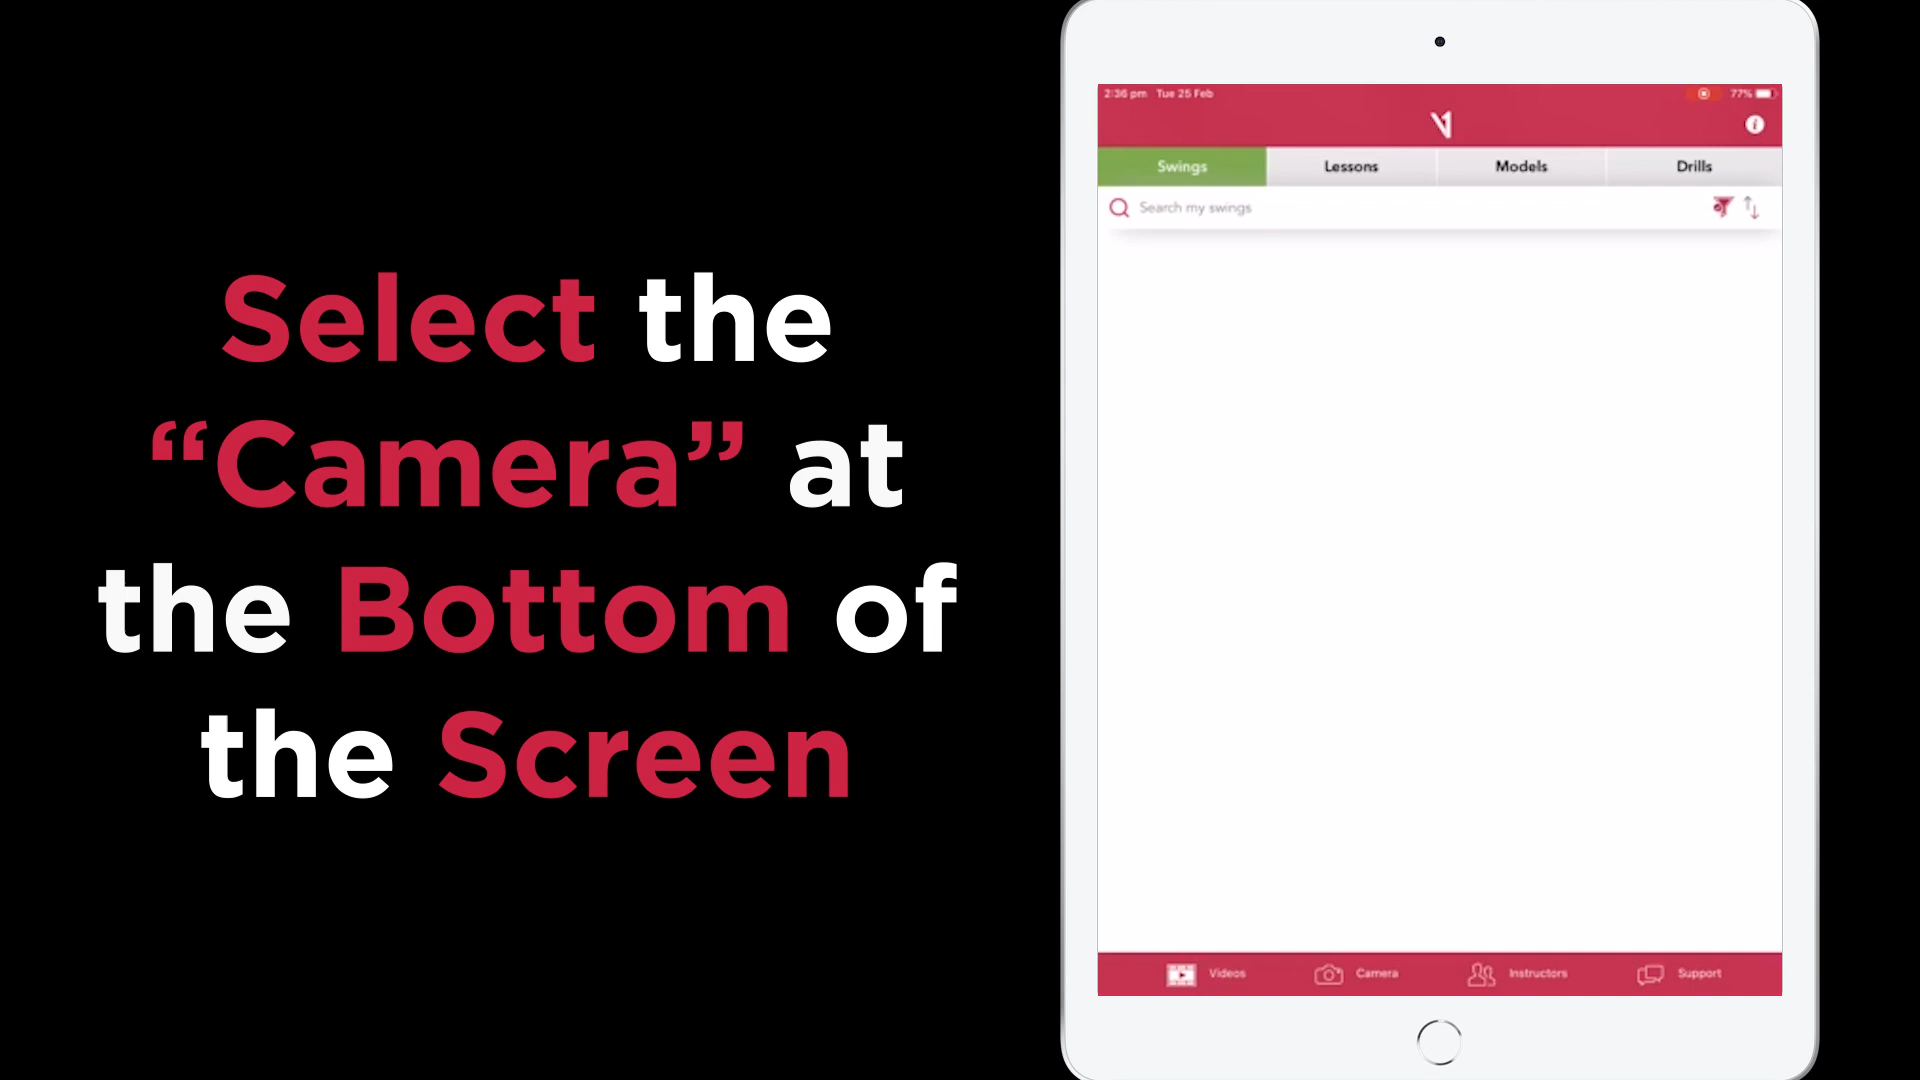 Select the
“Camera” at
the Bottom of
the Screen
2:36 pm Tue 25 Feb 77%
V1
Swings Lessons Models Drills
Search my swings
Videos Camera Instructors Support